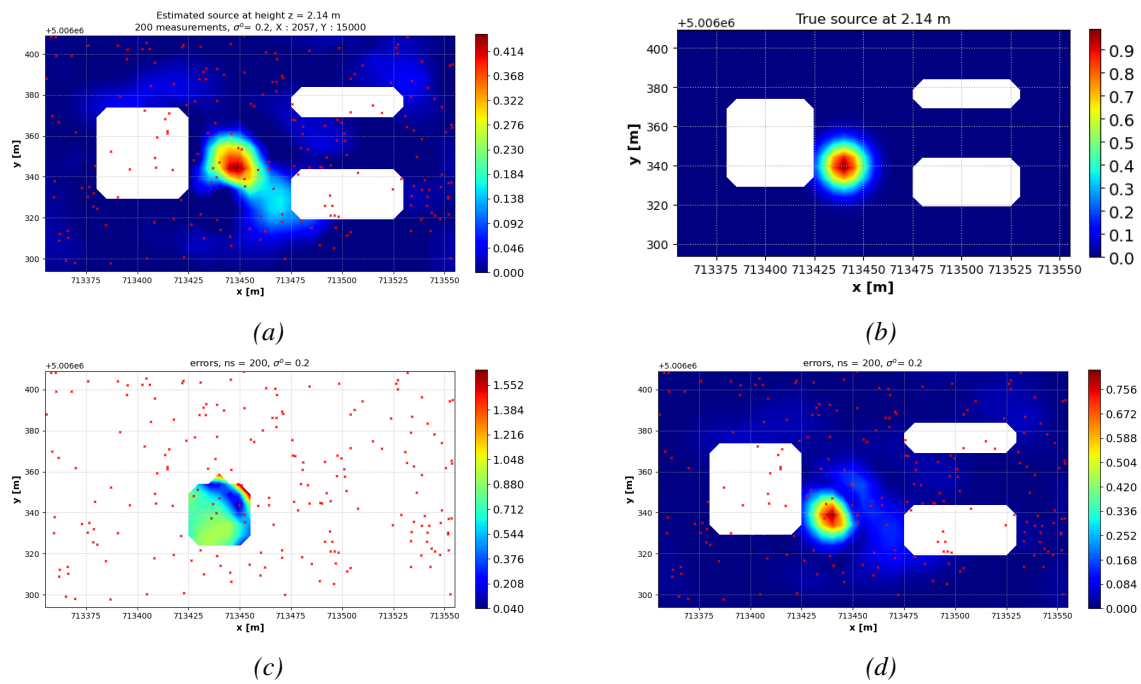 Estimated source at height z = 2.14 m
200 measurements, σ⁰= 0.2, X : 2057, Y : 15000
+5.006e6
400
380
360
340
320
300
y [m]
713375 713400 713425 713450 713475 713500 713525 713550
x [m]
0.414
0.368
0.322
0.276
0.230
0.184
0.138
0.092
0.046
0.000
(a)
True source at 2.14 m
+5.006e6
400
380
360
340
320
300
y [m]
713375 713400 713425 713450 713475 713500 713525 713550
x [m]
0.9
0.8
0.7
0.6
0.5
0.4
0.3
0.2
0.1
0.0
(b)
errors, ns = 200, σ⁰= 0.2
+5.006e6
400
380
360
340
320
300
y [m]
713375 713400 713425 713450 713475 713500 713525 713550
x [m]
1.552
1.384
1.216
1.048
0.880
0.712
0.544
0.376
0.208
0.040
(c)
errors, ns = 200, σ⁰= 0.2
+5.006e6
400
380
360
340
320
300
y [m]
713375 713400 713425 713450 713475 713500 713525 713550
x [m]
0.756
0.672
0.588
0.504
0.420
0.336
0.252
0.168
0.084
0.000
(d)